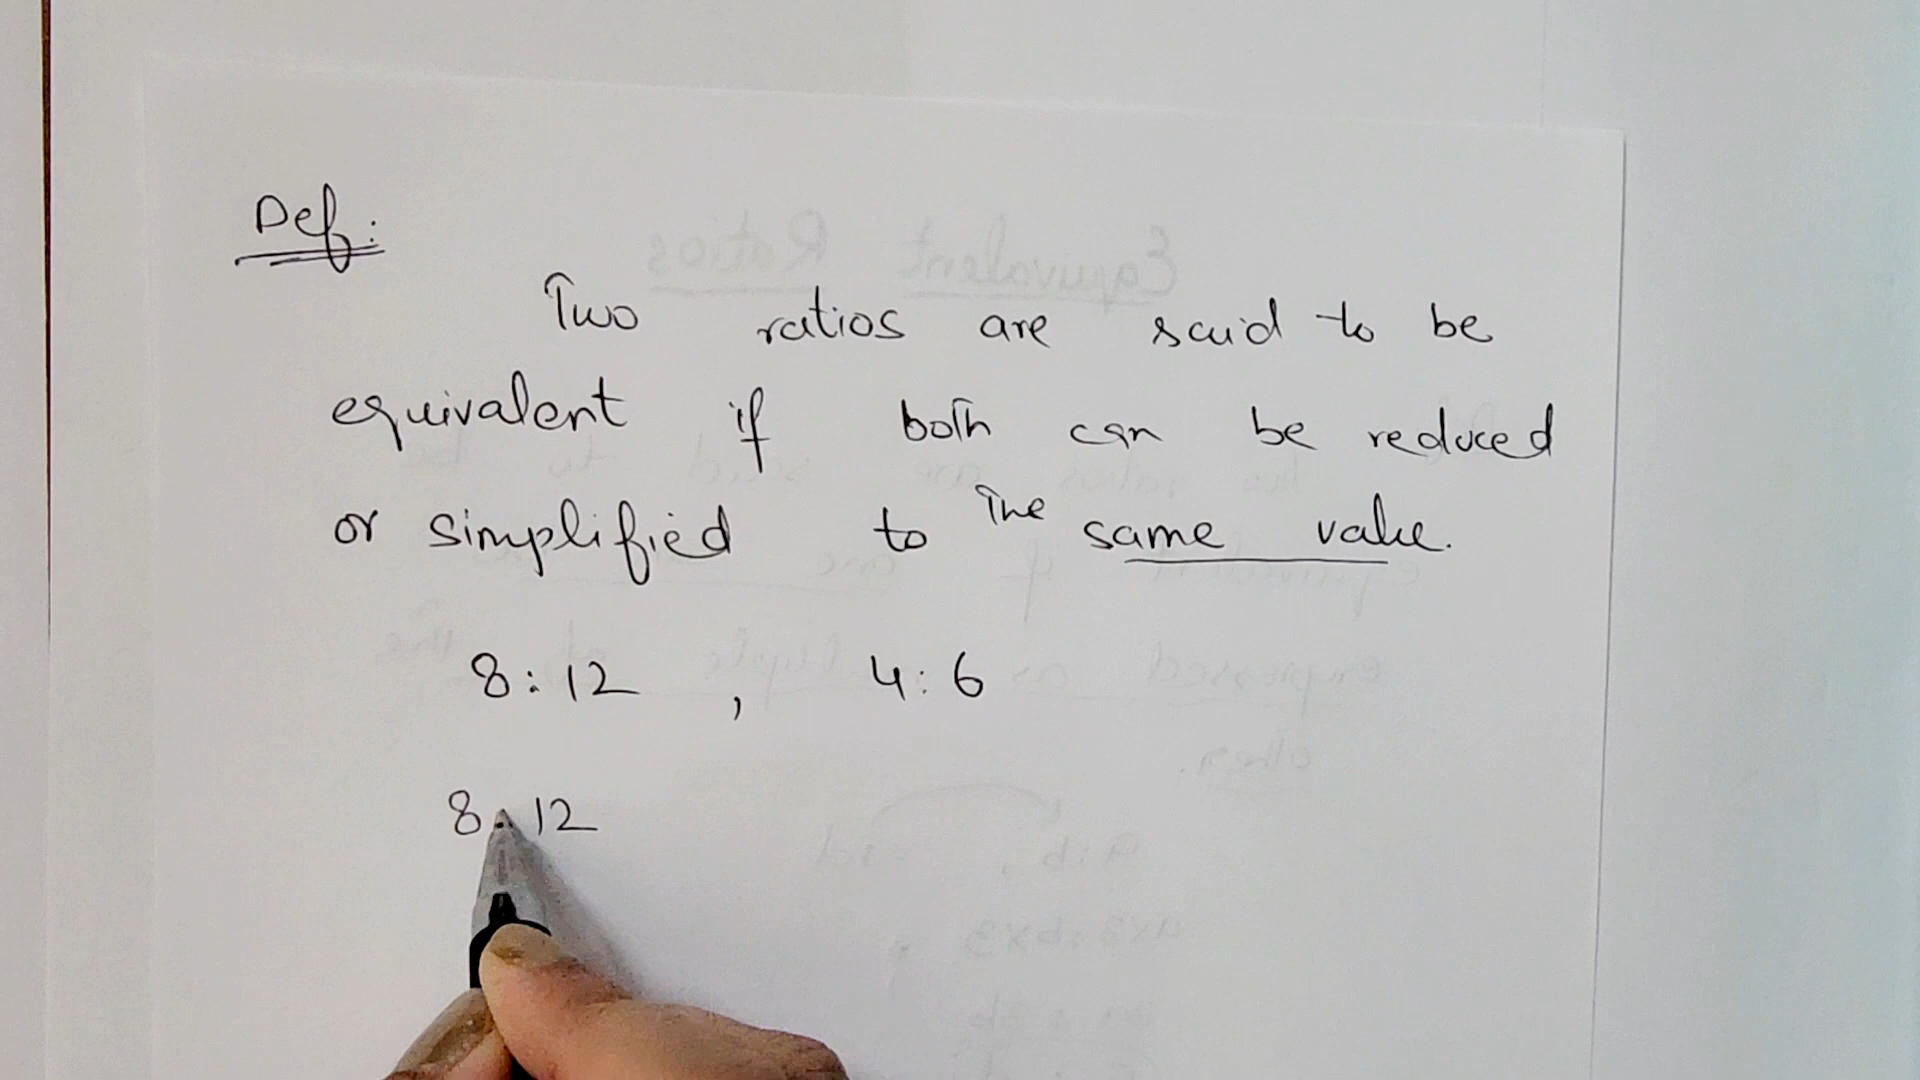 Def:
Two ratios are said to be
equivalent if both can be reduced
or simplified to the same value.
8:12 , 4:6
8:12